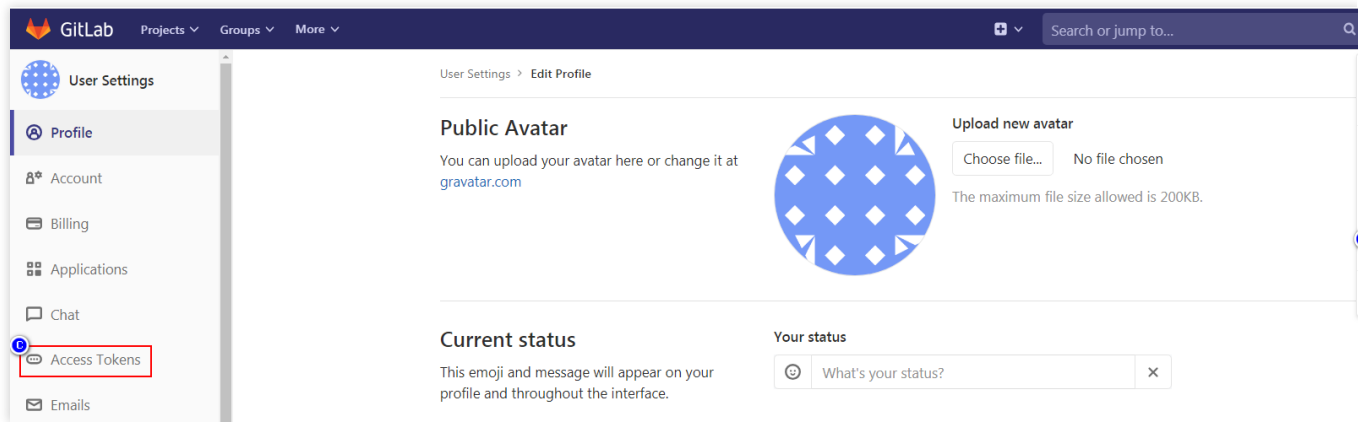 GitLab Projects Groups More Search or jump to...
User Settings
Profile
Account
Billing
Applications
Chat
C
Access Tokens
Emails
User Settings > Edit Profile
Public Avatar
You can upload your avatar here or change it at
gravatar.com
Upload new avatar
Choose file... No file chosen
The maximum file size allowed is 200KB.
Current status
This emoji and message will appear on your
profile and throughout the interface.
Your status
What's your status?